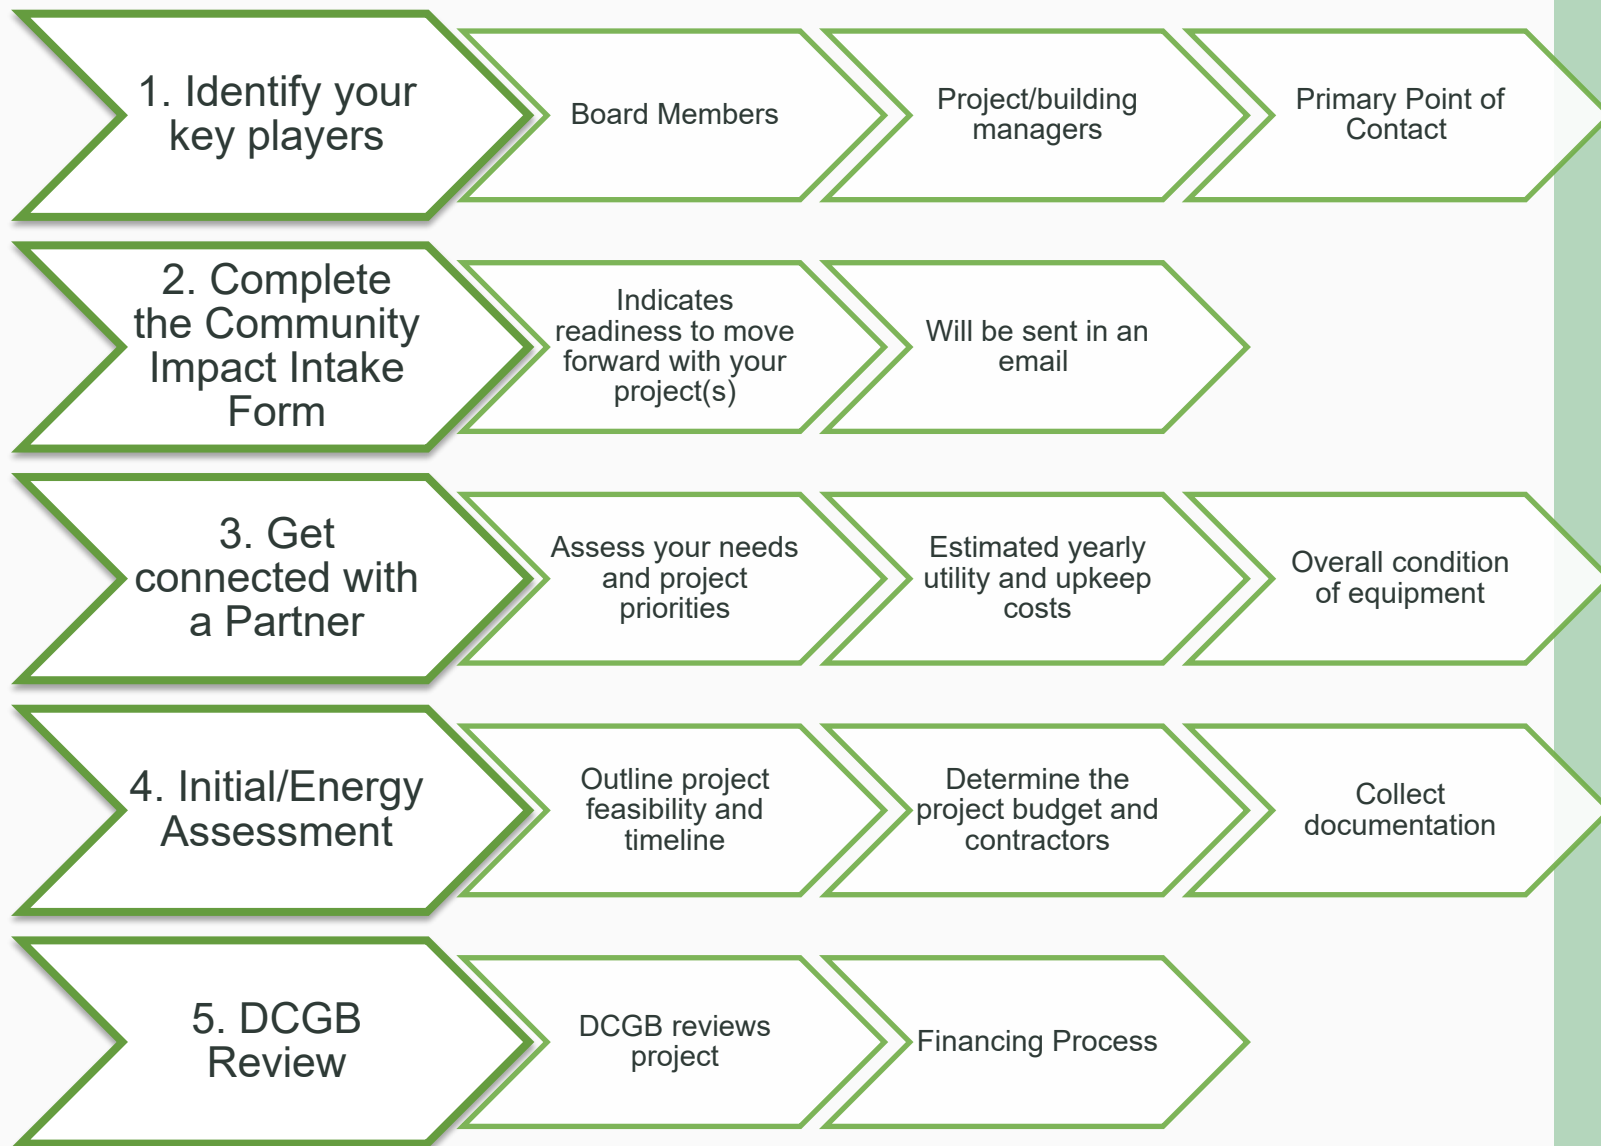 1. Identify your
key players
Board Members
Project/building
managers
Primary Point of
Contact
2. Complete
the Community
Impact Intake
Form
Indicates
readiness to move
forward with your
project(s)
Will be sent in an
email
3. Get
connected with
a Partner
Assess your needs
and project
priorities
Estimated yearly
utility and upkeep
costs
Overall condition
of equipment
4. Initial/Energy
Assessment
Outline project
feasibility and
timeline
Determine the
project budget and
contractors
Collect
documentation
5. DCGB
Review
DCGB reviews
project
Financing Process